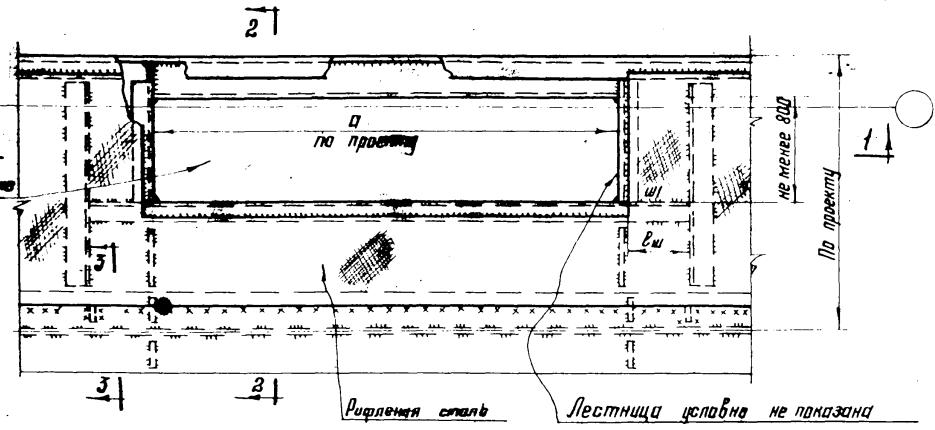 2
а
по проекту
не менее 800
1
По проекту
ш1
ℓш
3
3
2
Рифленая сталь
Лестница условно не показана